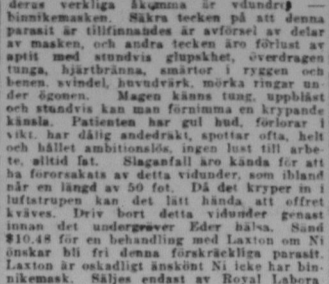 deras verkliga åkomma är vdundre —
binnikemasken. Säkra tecken på att denna
parasit är tillfinnandes är avförsel av delar
av masken, och andra tecken äro förlust av
aptit med stundvis glupskhet, överdragen
tunga, hjärtbränna, smärtor i ryggen och
benen, svindel, huvudvärk, mörka ringar un-
der ögonen. Magen känns tung, uppblåst
och stundvis kan man förnimma en krypande
känsla. Patienten har gul hud, förlorar i
vikt, har dålig andedräkt, spottar ofta, helt
och hållet ambitionslös, ingen lust till arbe-
te, alltid lat. Slaganfall äro kända för att
ha förorsakats av detta vidunder, som ibland
når en längd av 50 fot. Då det kryper in i
luftstrupen kan det lätt hända att offret
kväves. Driv bort detta vidunder genast
innan det undergräver Eder hälsa. Sänd
$10.48 för en behandling med Laxtan om Ni
önskar bli fri denna förskräckliga parasit.
Laxtan är oskadligt änskönt Ni icke har bin-
nikemask. Säljes endast av Royal Labora-